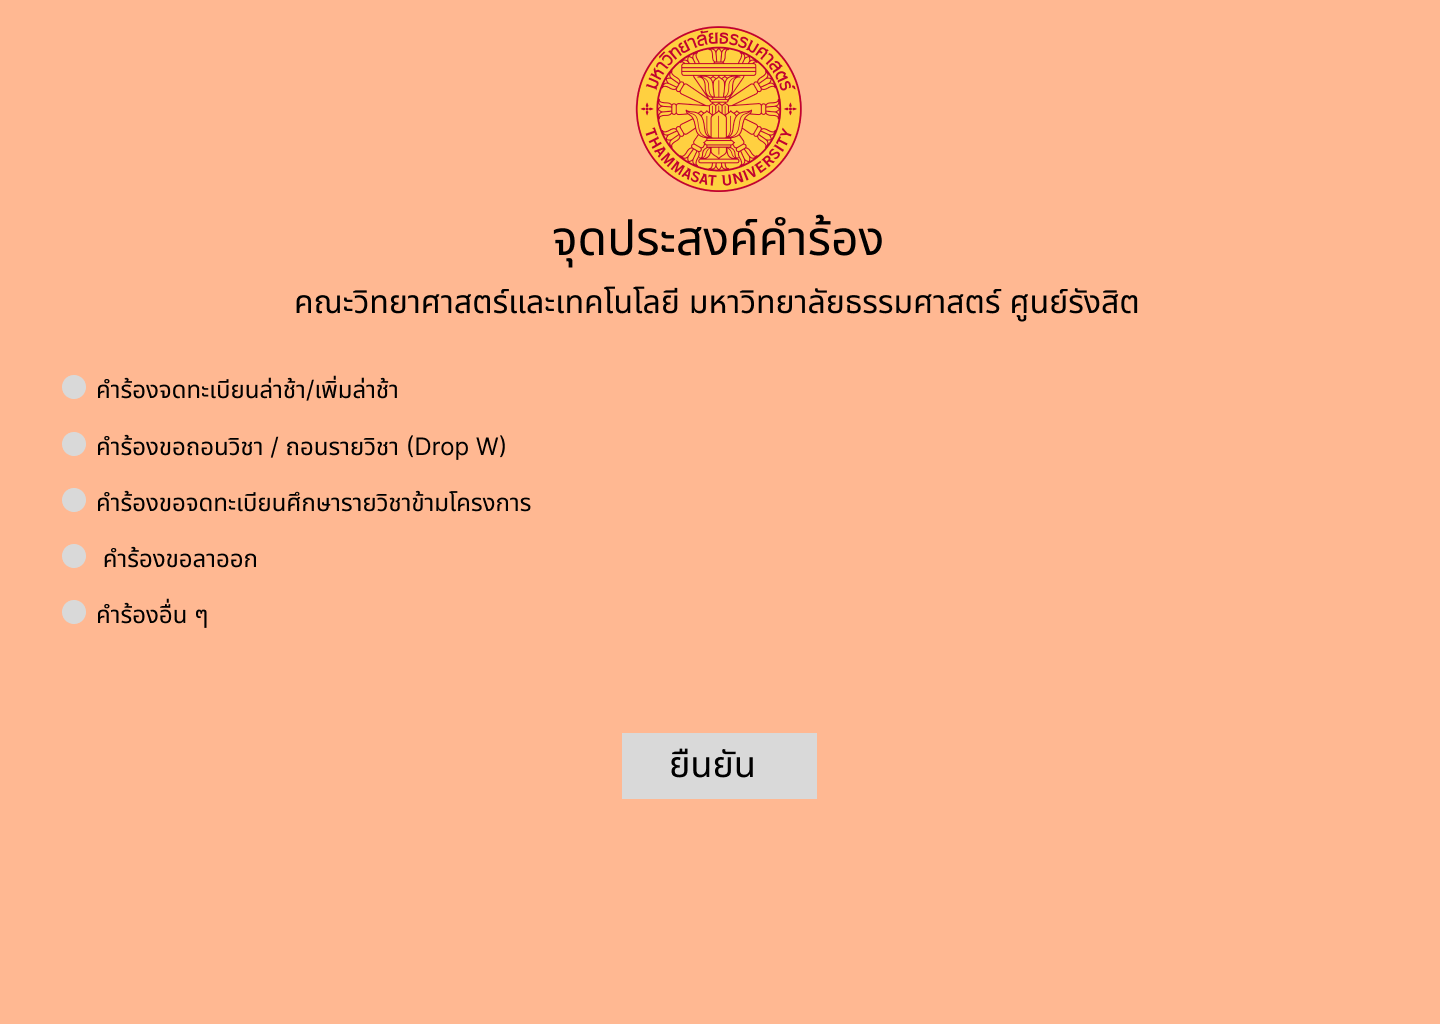 มหาวิทยาลัยธรรมศาสตร์
THAMMASAT UNIVERSITY
จุดประสงค์คำร้อง
คณะวิทยาศาสตร์และเทคโนโลยี มหาวิทยาลัยธรรมศาสตร์ ศูนย์รังสิต
คำร้องจดทะเบียนล่าช้า/เพิ่มล่าช้า
คำร้องขอถอนวิชา / ถอนรายวิชา (Drop W)
คำร้องขอจดทะเบียนศึกษารายวิชาข้ามโครงการ
คำร้องขอลาออก
คำร้องอื่น ๆ
ยืนยัน